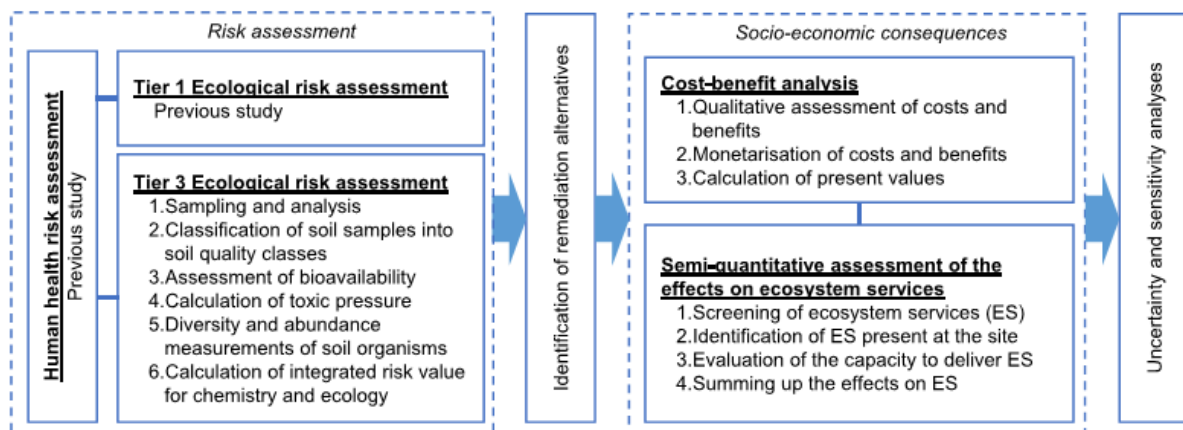 Risk assessment
Human health risk assessment
Previous study
Tier 1 Ecological risk assessment
Previous study
Tier 3 Ecological risk assessment
1.Sampling and analysis
2.Classification of soil samples into
soil quality classes
3.Assessment of bioavailability
4.Calculation of toxic pressure
5.Diversity and abundance
measurements of soil organisms
6.Calculation of integrated risk value
for chemistry and ecology
Identification of remediation alternatives
Socio-economic consequences
Cost-benefit analysis
1.Qualitative assessment of costs and
benefits
2.Monetarisation of costs and benefits
3.Calculation of present values
Semi-quantitative assessment of the
effects on ecosystem services
1.Screening of ecosystem services (ES)
2.Identification of ES present at the site
3.Evaluation of the capacity to deliver ES
4.Summing up the effects on ES
Uncertainty and sensitivity analyses